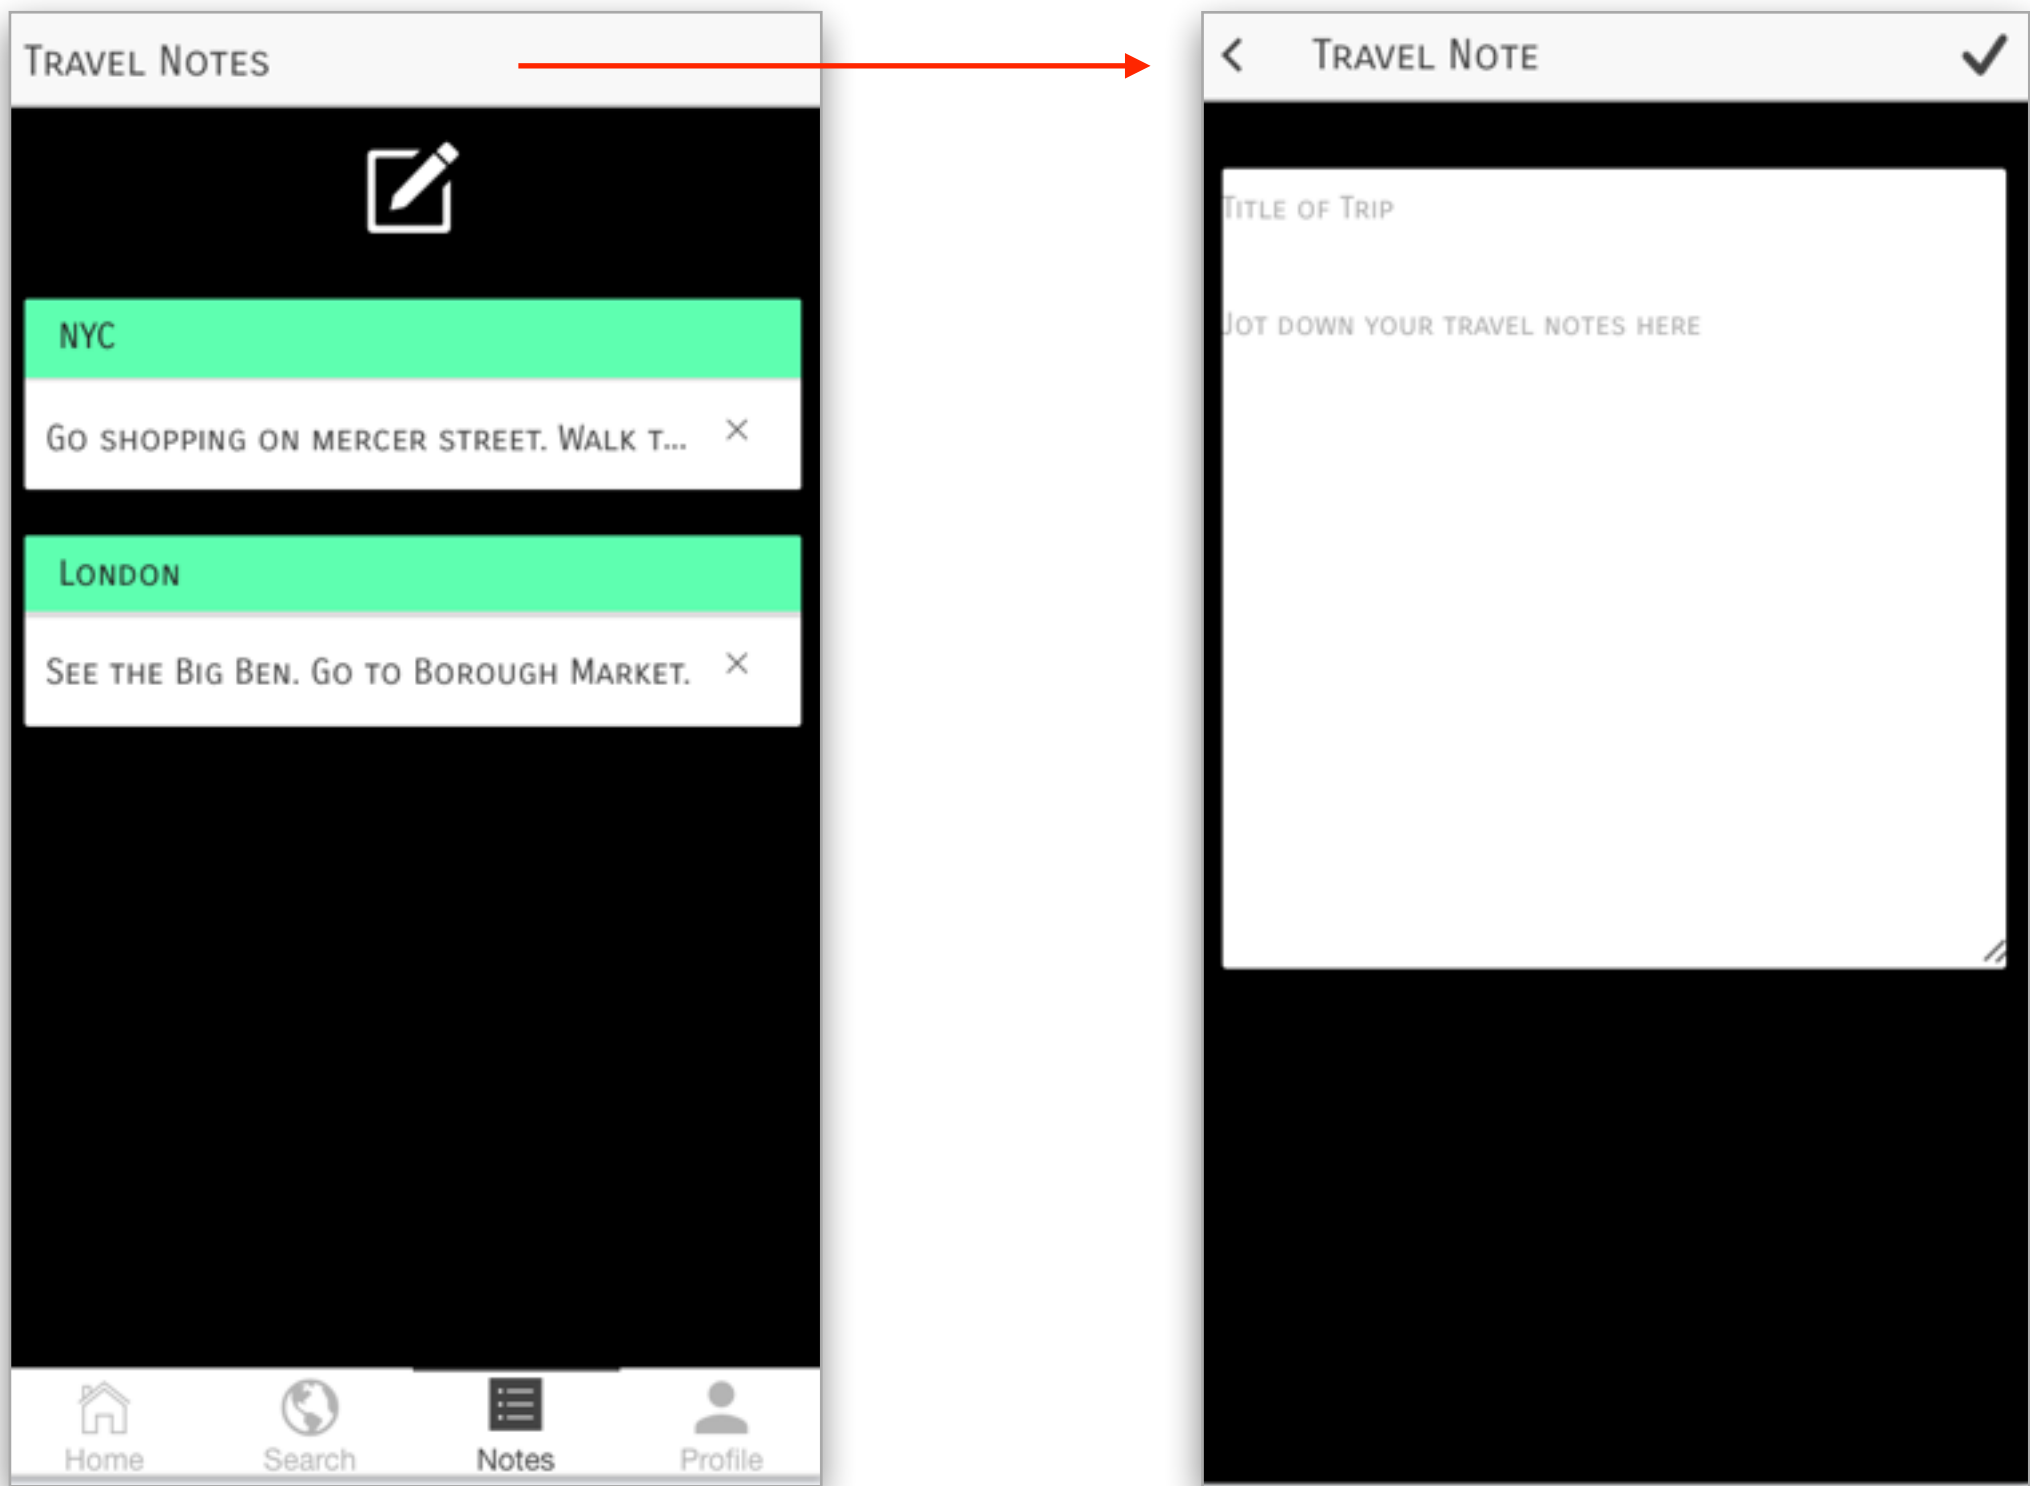 Travel Notes
NYC
Go shopping on mercer street. Walk t...
London
See the Big Ben. Go to Borough Market.
Home
Search
Notes
Profile
Travel Note
Title of Trip
Jot down your travel notes here